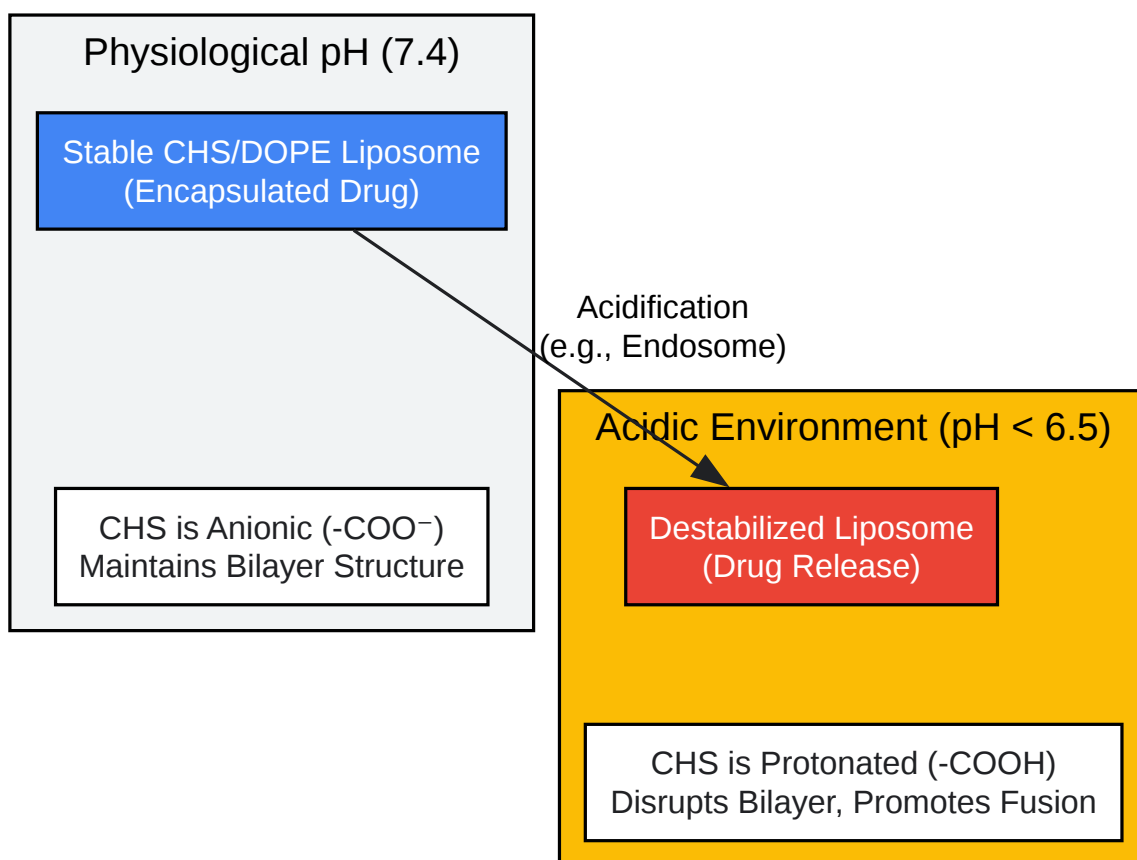 Physiological pH (7.4)
Stable CHS/DOPE Liposome
(Encapsulated Drug)
CHS is Anionic (-COO⁻)
Maintains Bilayer Structure
Acidification
(e.g., Endosome)
Acidic Environment (pH < 6.5)
Destabilized Liposome
(Drug Release)
CHS is Protonated (-COOH)
Disrupts Bilayer, Promotes Fusion